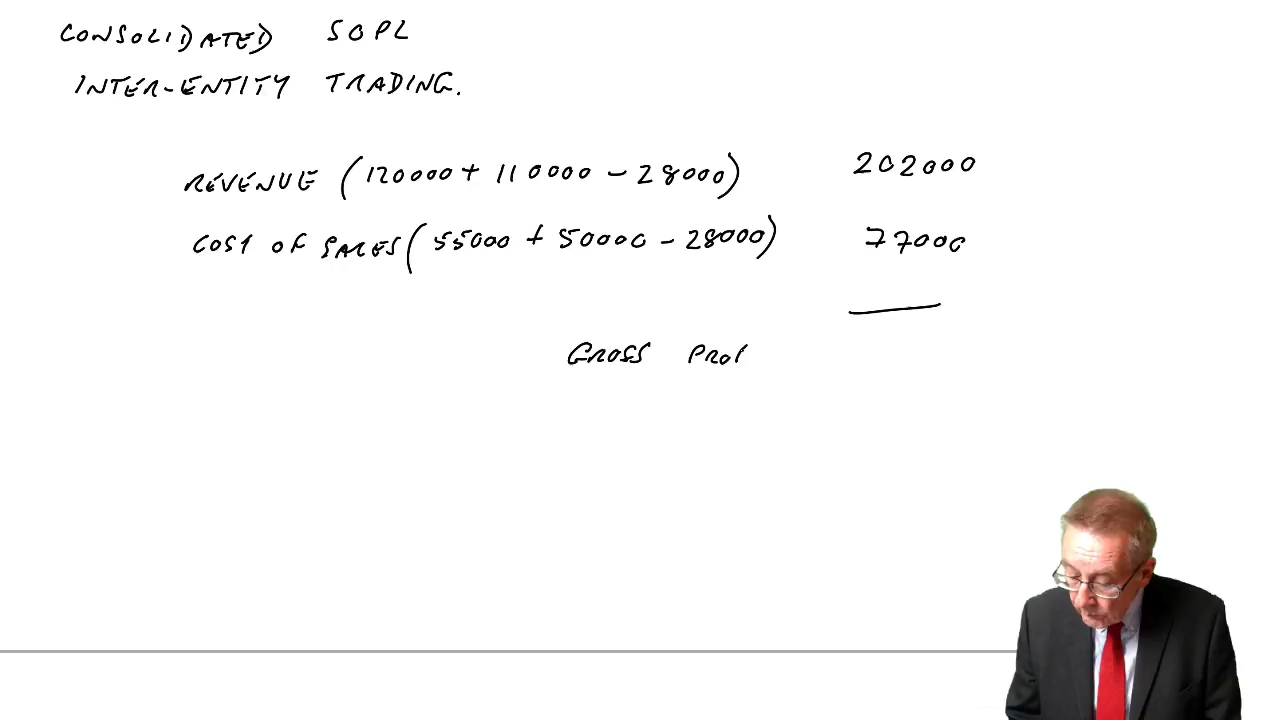 CONSOLIDATED SOPL
INTER-ENTITY TRADING.
REVENUE (120000 + 110000 - 28000) 202000
COST OF SALES (55000 + 50000 - 28000) 77000
GROSS PROF